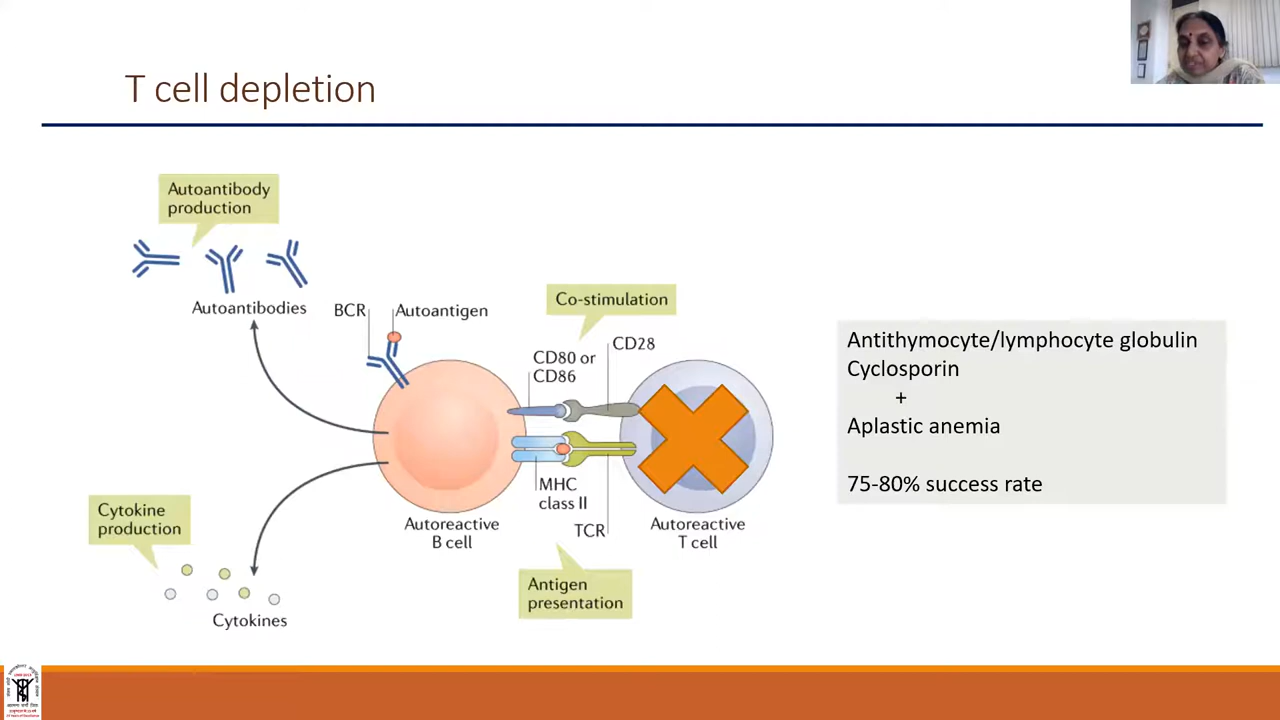 T cell depletion
Autoantibody
production
Autoantibodies
BCR
Autoantigen
Co-stimulation
CD28
CD80 or
CD86
MHC
class II
TCR
Autoreactive
B cell
Autoreactive
T cell
Cytokine
production
Cytokines
Antigen
presentation
Antithymocyte/lymphocyte globulin
Cyclosporin
+
Aplastic anemia
75-80% success rate